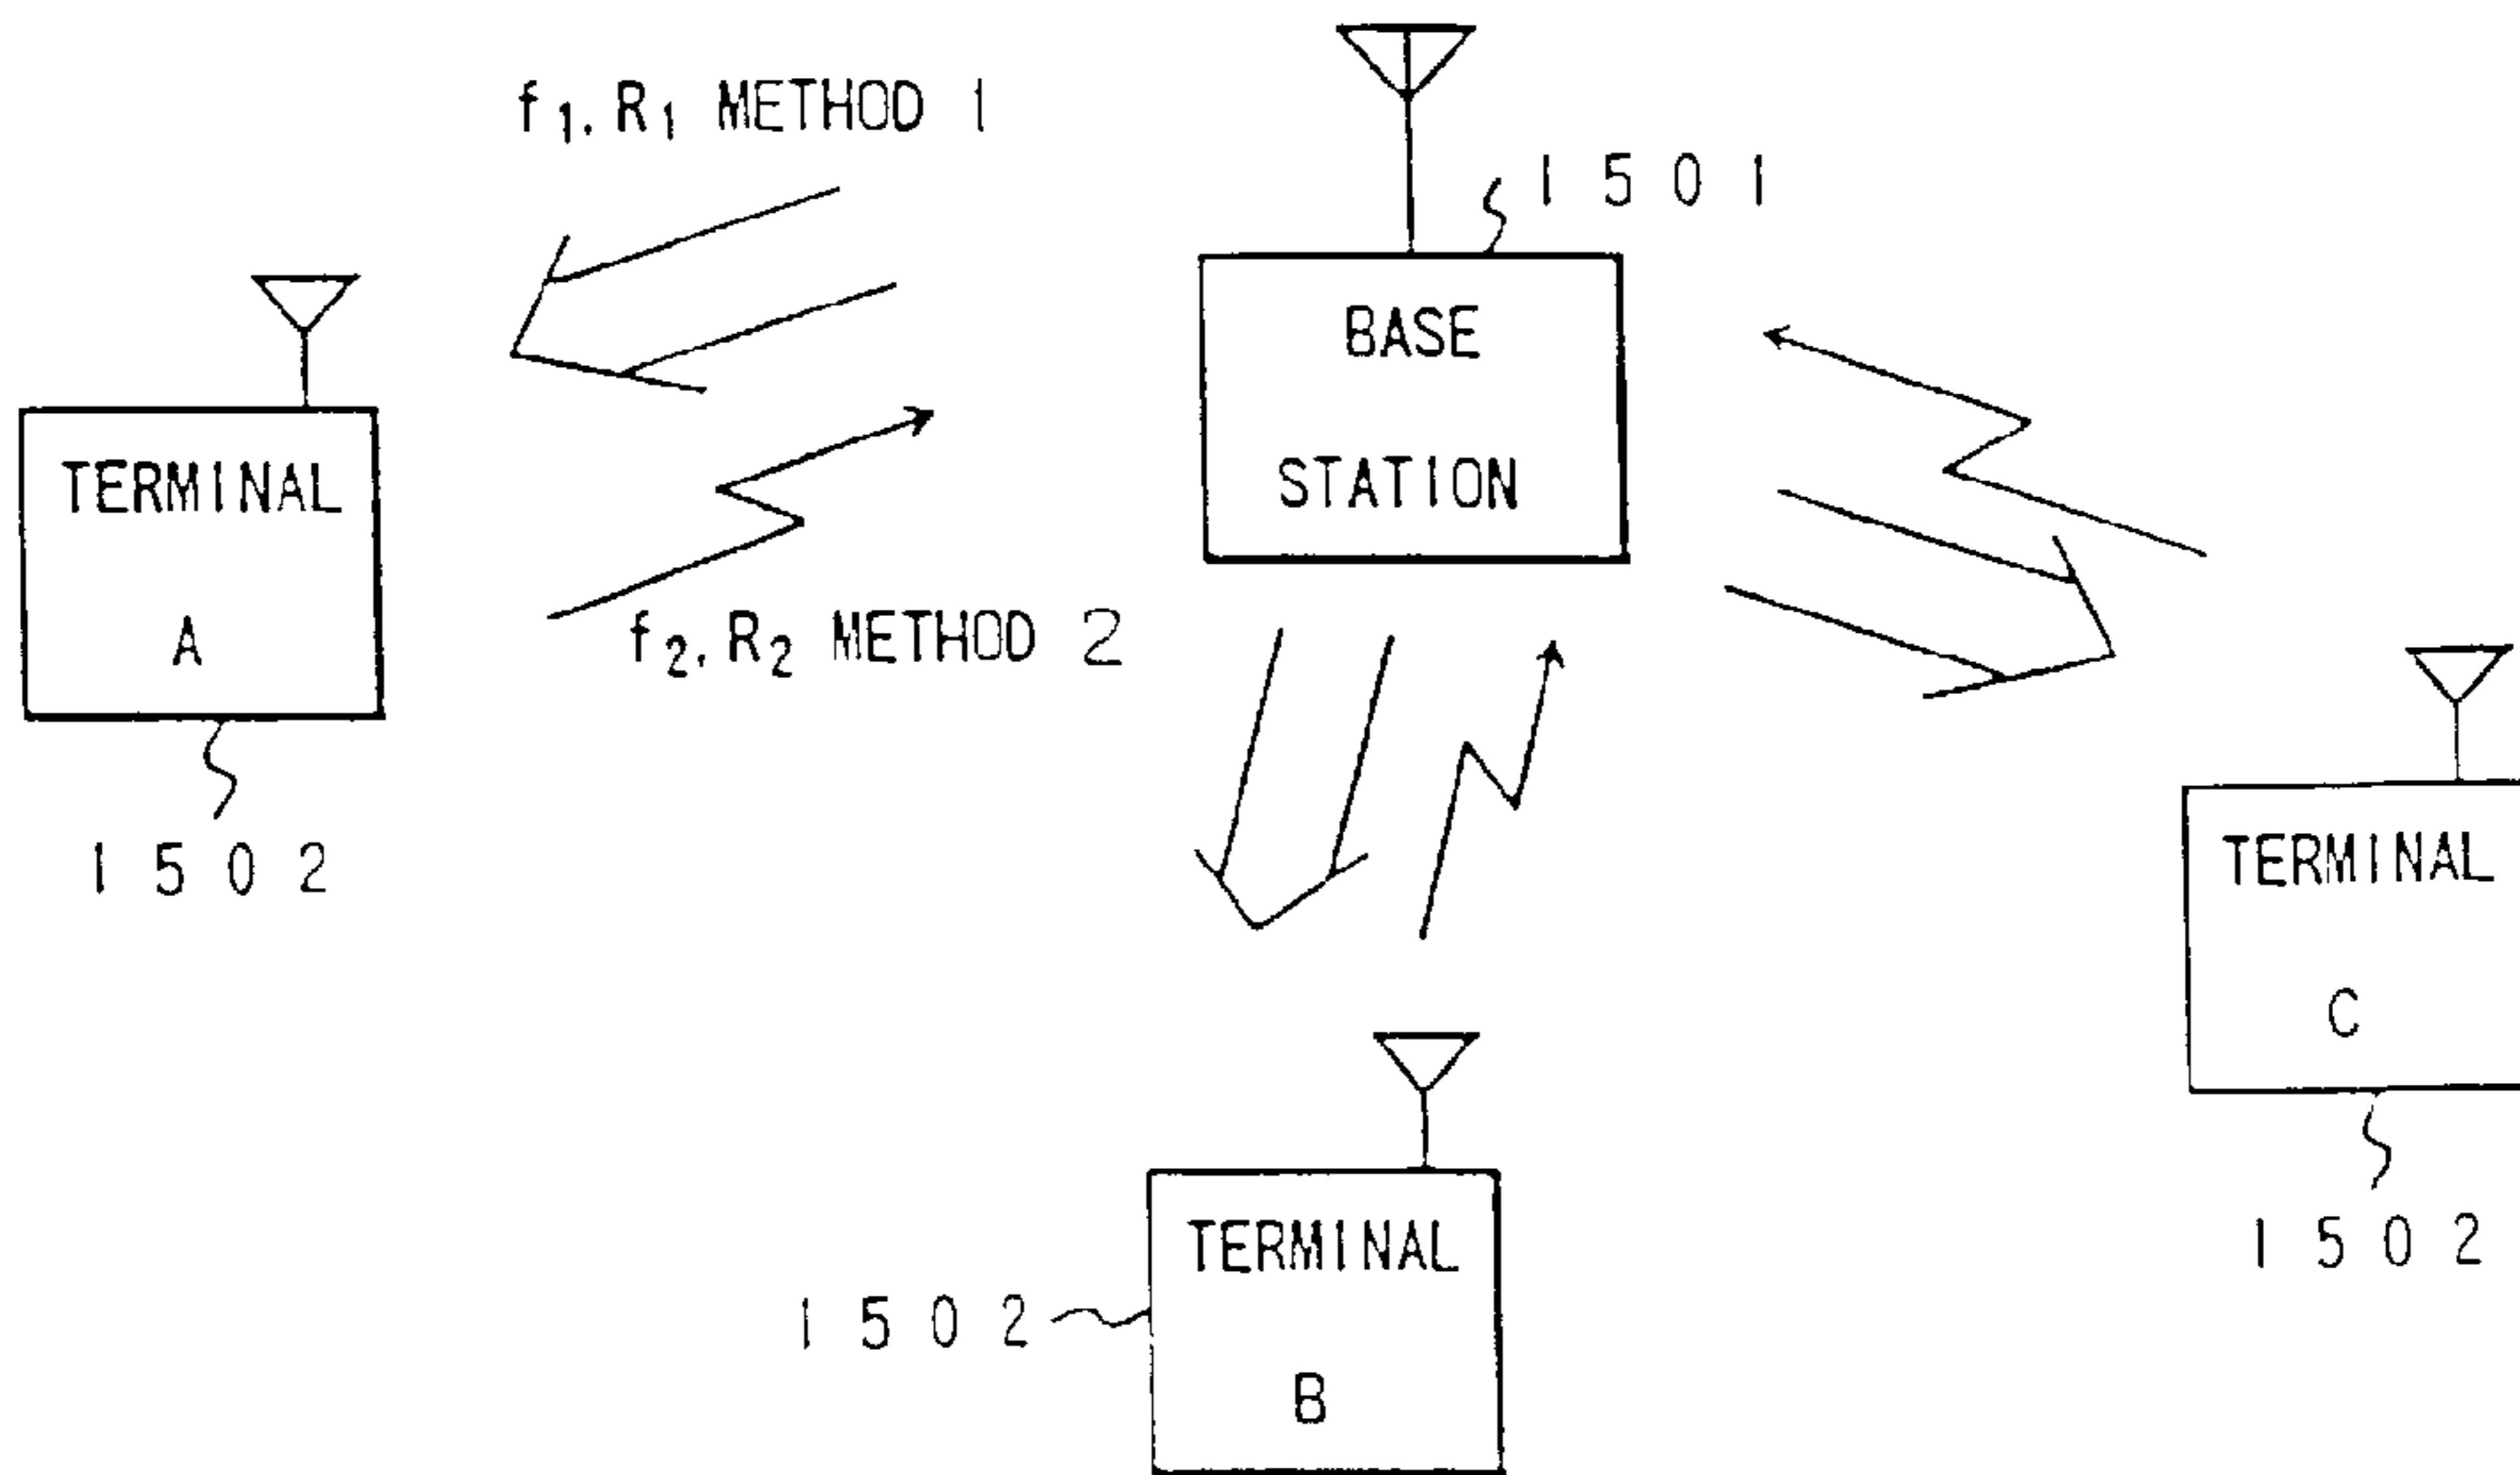 f₁, R₁ METHOD 1
1501
BASE
STATION
TERMINAL
A
f₂, R₂ METHOD 2
1502
TERMINAL
C
1502
TERMINAL
1502
B